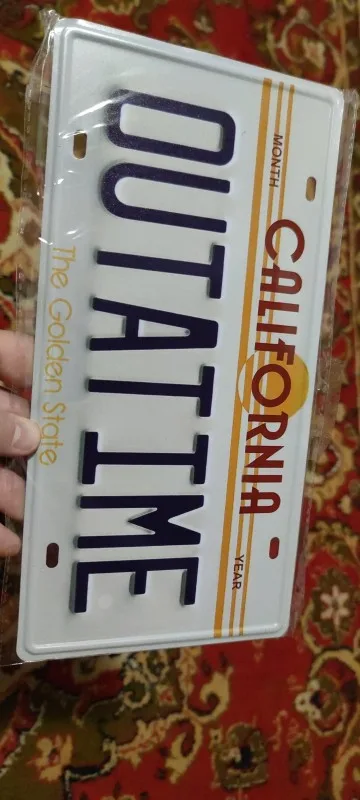 MONTH CALIFORNIA YEAR
OUTATIME
The Golden State